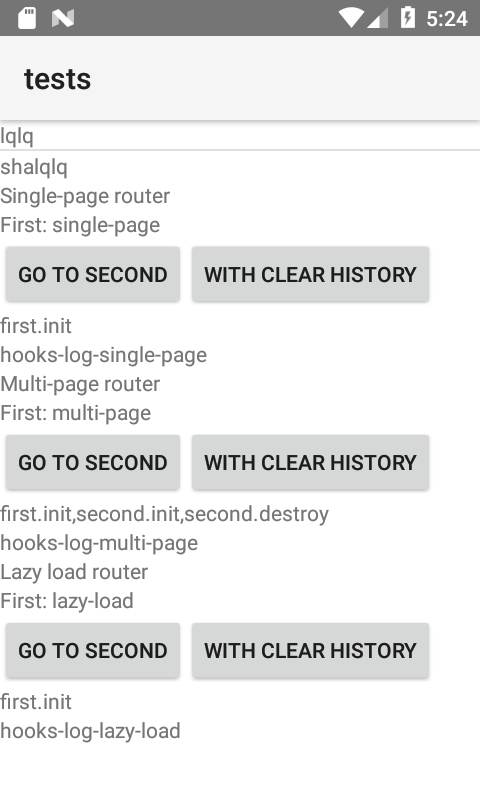 5:24
tests
lqlq
shalqlq
Single-page router
First: single-page
GO TO SECOND WITH CLEAR HISTORY
first.init
hooks-log-single-page
Multi-page router
First: multi-page
GO TO SECOND WITH CLEAR HISTORY
first.init,second.init,second.destroy
hooks-log-multi-page
Lazy load router
First: lazy-load
GO TO SECOND WITH CLEAR HISTORY
first.init
hooks-log-lazy-load